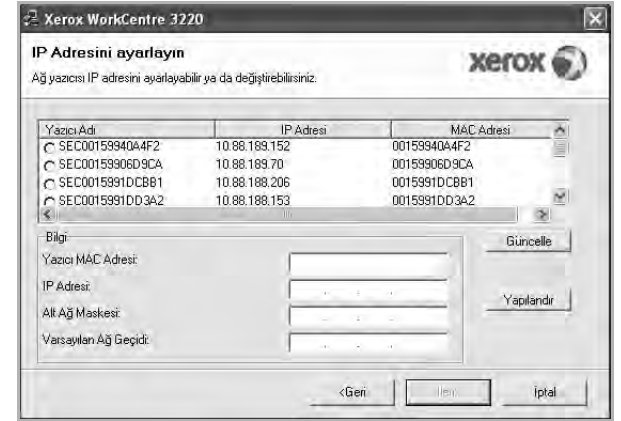 Xerox WorkCentre 3220
IP Adresini ayarlayın
Ağ yazıcısı IP adresini ayarlayabilir ya da değiştirebilirsiniz.
xerox
Yazıcı Adı IP Adresi MAC Adresi
SEC00159940A4F2 10.88.189.152 00159940A4F2
SEC00159906D9CA 10.88.189.70 00159906D9CA
SEC0015991DCBB1 10.88.188.206 0015991DCBB1
SEC0015991DD3A2 10.88.188.153 0015991DD3A2
Bilgi
Güncelle
Yazıcı MAC Adresi:
IP Adresi:
Yapılandır
Alt Ağ Maskesi:
Varsayılan Ağ Geçidi:
<Geri İleri İptal